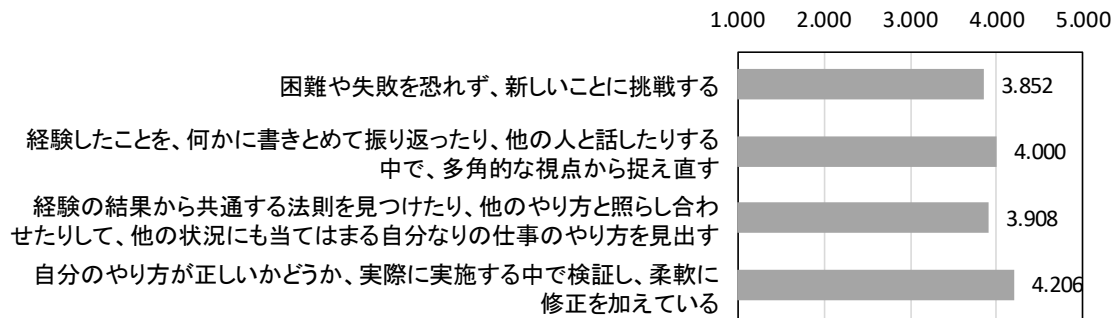 1.000 2.000 3.000 4.000 5.000
困難や失敗を恐れず、新しいことに挑戦する
3.852
経験したことを、何かに書きとめて振り返ったり、他の人と話したりする
中で、多角的な視点から捉え直す
4.000
経験の結果から共通する法則を見つけたり、他のやり方と照らし合わ
せたりして、他の状況にも当てはまる自分なりの仕事のやり方を見出す
3.908
自分のやり方が正しいかどうか、実際に実施する中で検証し、柔軟に
修正を加えている
4.206